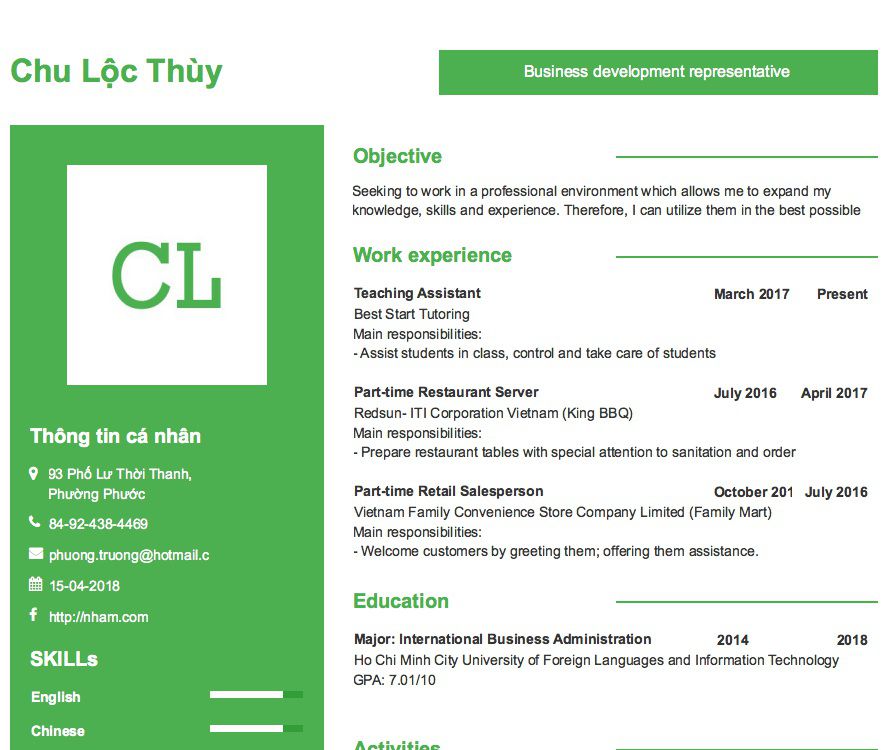 Chu Lộc Thùy
Business development representative
CL
Thông tin cá nhân
93 Phố Lư Thời Thanh,
Phường Phước
84-92-438-4469
phuong.truong@hotmail.c
15-04-2018
http://nham.com
SKILLs
English
Chinese
Objective
Seeking to work in a professional environment which allows me to expand my
knowledge, skills and experience. Therefore, I can utilize them in the best possible
Work experience
Teaching Assistant March 2017 Present
Best Start Tutoring
Main responsibilities:
- Assist students in class, control and take care of students
Part-time Restaurant Server July 2016 April 2017
Redsun- ITI Corporation Vietnam (King BBQ)
Main responsibilities:
- Prepare restaurant tables with special attention to sanitation and order
Part-time Retail Salesperson October 201 July 2016
Vietnam Family Convenience Store Company Limited (Family Mart)
Main responsibilities:
- Welcome customers by greeting them; offering them assistance.
Education
Major: International Business Administration 2014 2018
Ho Chi Minh City University of Foreign Languages and Information Technology
GPA: 7.01/10
Activities